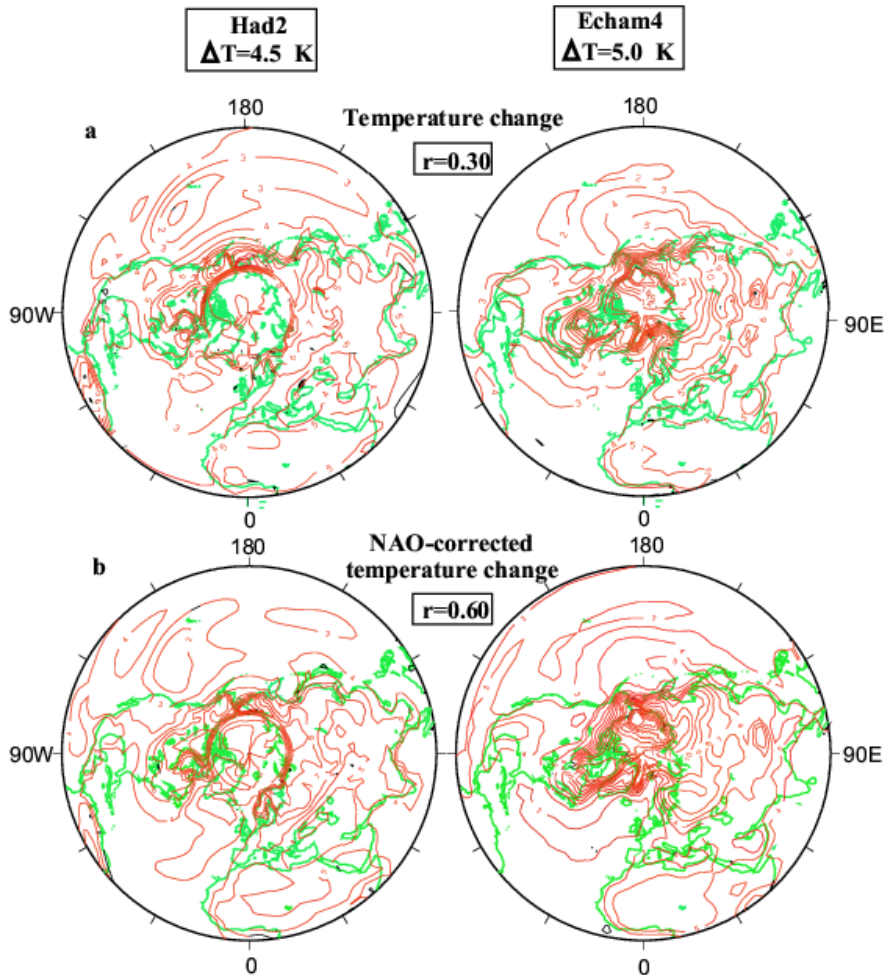 Had2
ΔT=4.5 K
Echam4
ΔT=5.0 K
a
180
Temperature change
180
r=0.30
90W
90E
0
0
b
180
NAO-corrected
temperature change
180
r=0.60
90W
90E
0
0